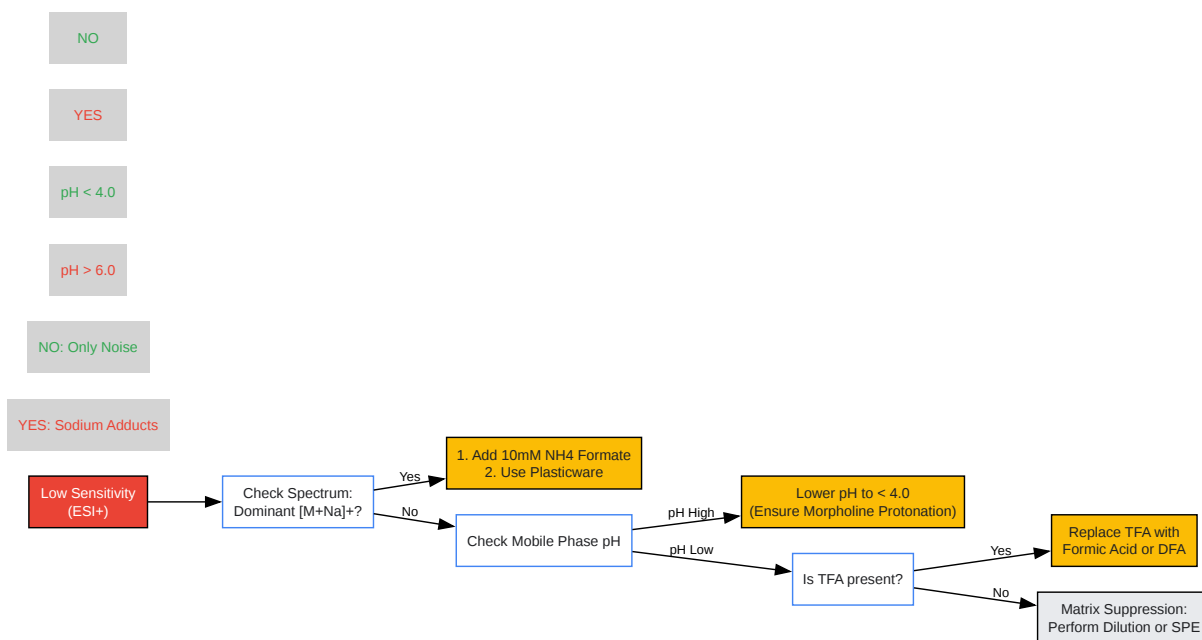 NO
YES
pH < 4.0
pH > 6.0
NO: Only Noise
YES: Sodium Adducts
Low Sensitivity
(ESI+)
Check Spectrum:
Dominant [M+Na]+?
Yes
No
1. Add 10mM NH4 Formate
2. Use Plasticware
Check Mobile Phase pH
pH High
pH Low
Lower pH to < 4.0
(Ensure Morpholine Protonation)
Is TFA present?
Yes
No
Replace TFA with
Formic Acid or DFA
Matrix Suppression:
Perform Dilution or SPE